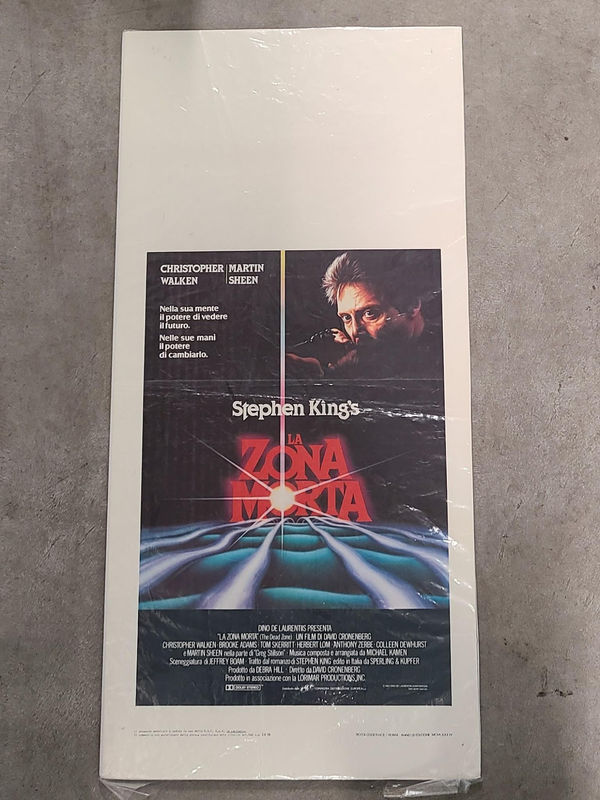 CHRISTOPHER WALKEN
MARTIN SHEEN
Nella sua mente
il potere di vedere
il futuro.
Nelle sue mani
il potere
di cambiarlo.
Stephen King's
LA
ZONA
MORTA
DINO DE LAURENTIIS PRESENTA
"LA ZONA MORTA" (The Dead Zone) UN FILM DI DAVID CRONENBERG
CHRISTOPHER WALKEN · BROOKE ADAMS · TOM SKERRITT · HERBERT LOM · ANTHONY ZERBE · COLLEEN DEWHURST
e MARTIN SHEEN nella parte di "Greg Stillson" · Musica composta e arrangiata da MICHAEL KAMEN
Sceneggiatura di JEFFREY BOAM · Tratto dal romanzo di STEPHEN KING edito in Italia da SPERLING & KUPFER
Prodotto da DEBRA HILL · Diretto da DAVID CRONENBERG
Prodotto in associazione con la LORIMAR PRODUCTIONS, INC.
DOLBY